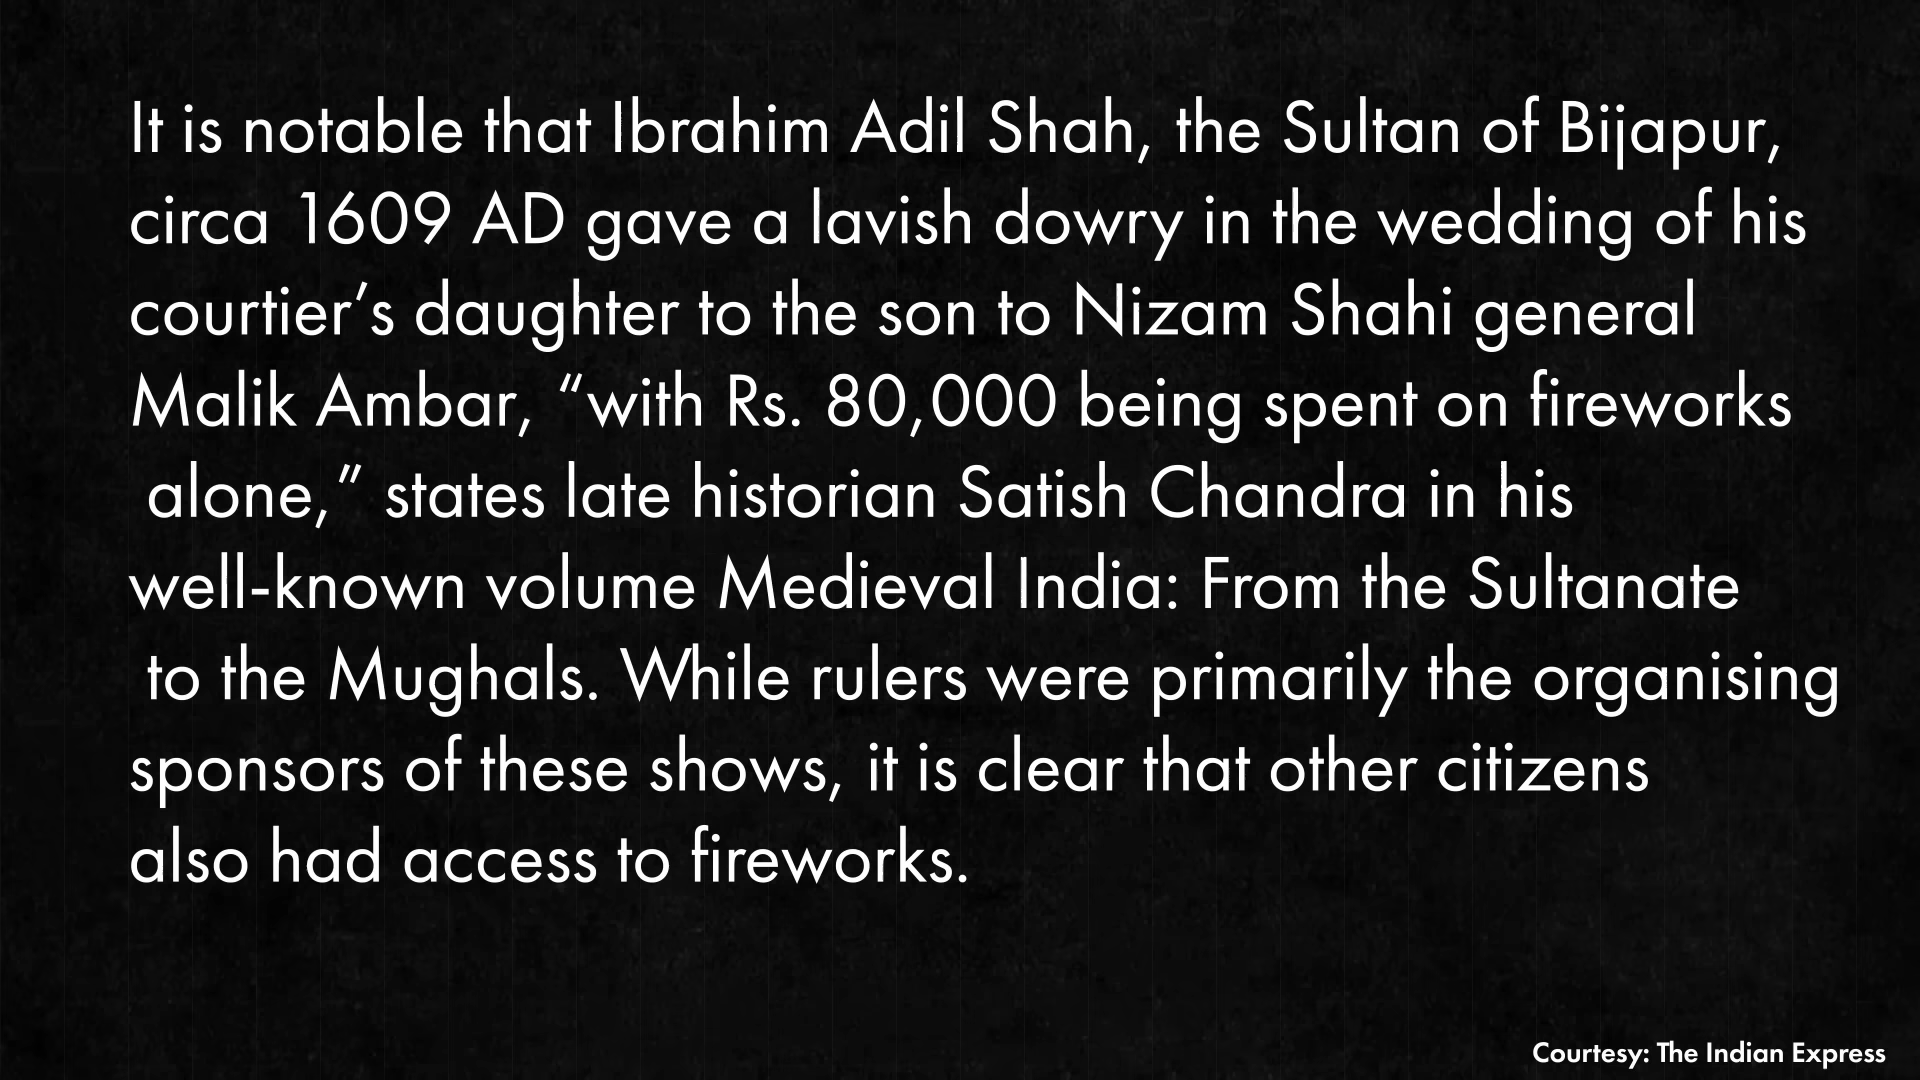 It is notable that Ibrahim Adil Shah, the Sultan of Bijapur,
circa 1609 AD gave a lavish dowry in the wedding of his
courtier’s daughter to the son to Nizam Shahi general
Malik Ambar, “with Rs. 80,000 being spent on fireworks
alone,” states late historian Satish Chandra in his
well-known volume Medieval India: From the Sultanate
to the Mughals. While rulers were primarily the organising
sponsors of these shows, it is clear that other citizens
also had access to fireworks.
Courtesy: The Indian Express